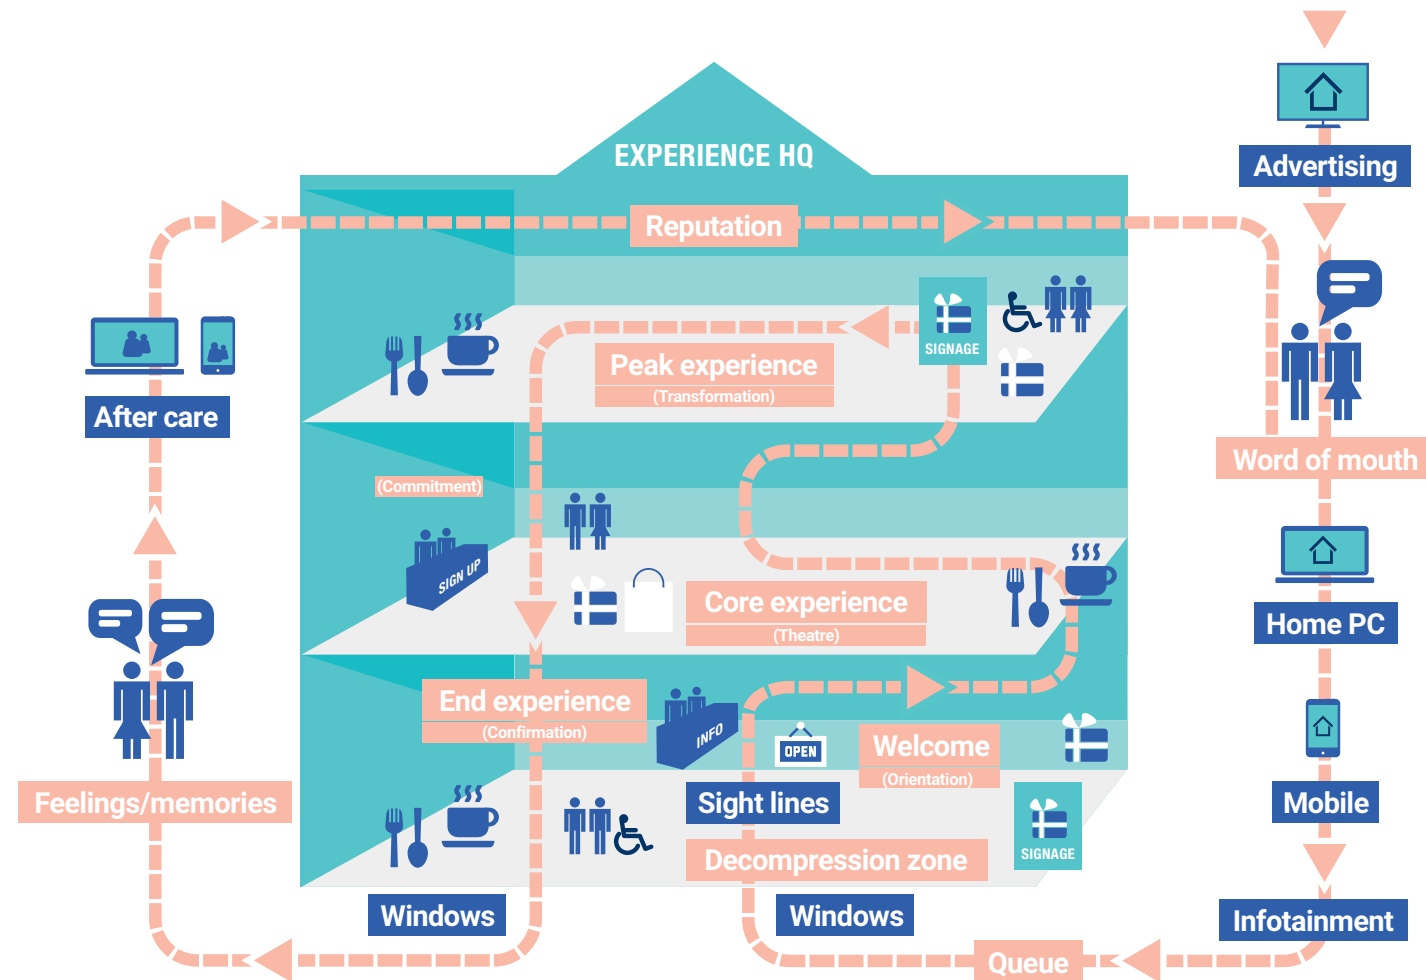 EXPERIENCE HQ
Advertising
Reputation
SIGNAGE
Peak experience
(Transformation)
After care
Word of mouth
(Commitment)
SIGN UP
Core experience
(Theatre)
Home PC
End experience
(Confirmation)
INFO
OPEN
Welcome
(Orientation)
Feelings/memories
Sight lines
Mobile
SIGNAGE
Decompression zone
Windows
Windows
Infotainment
Queue